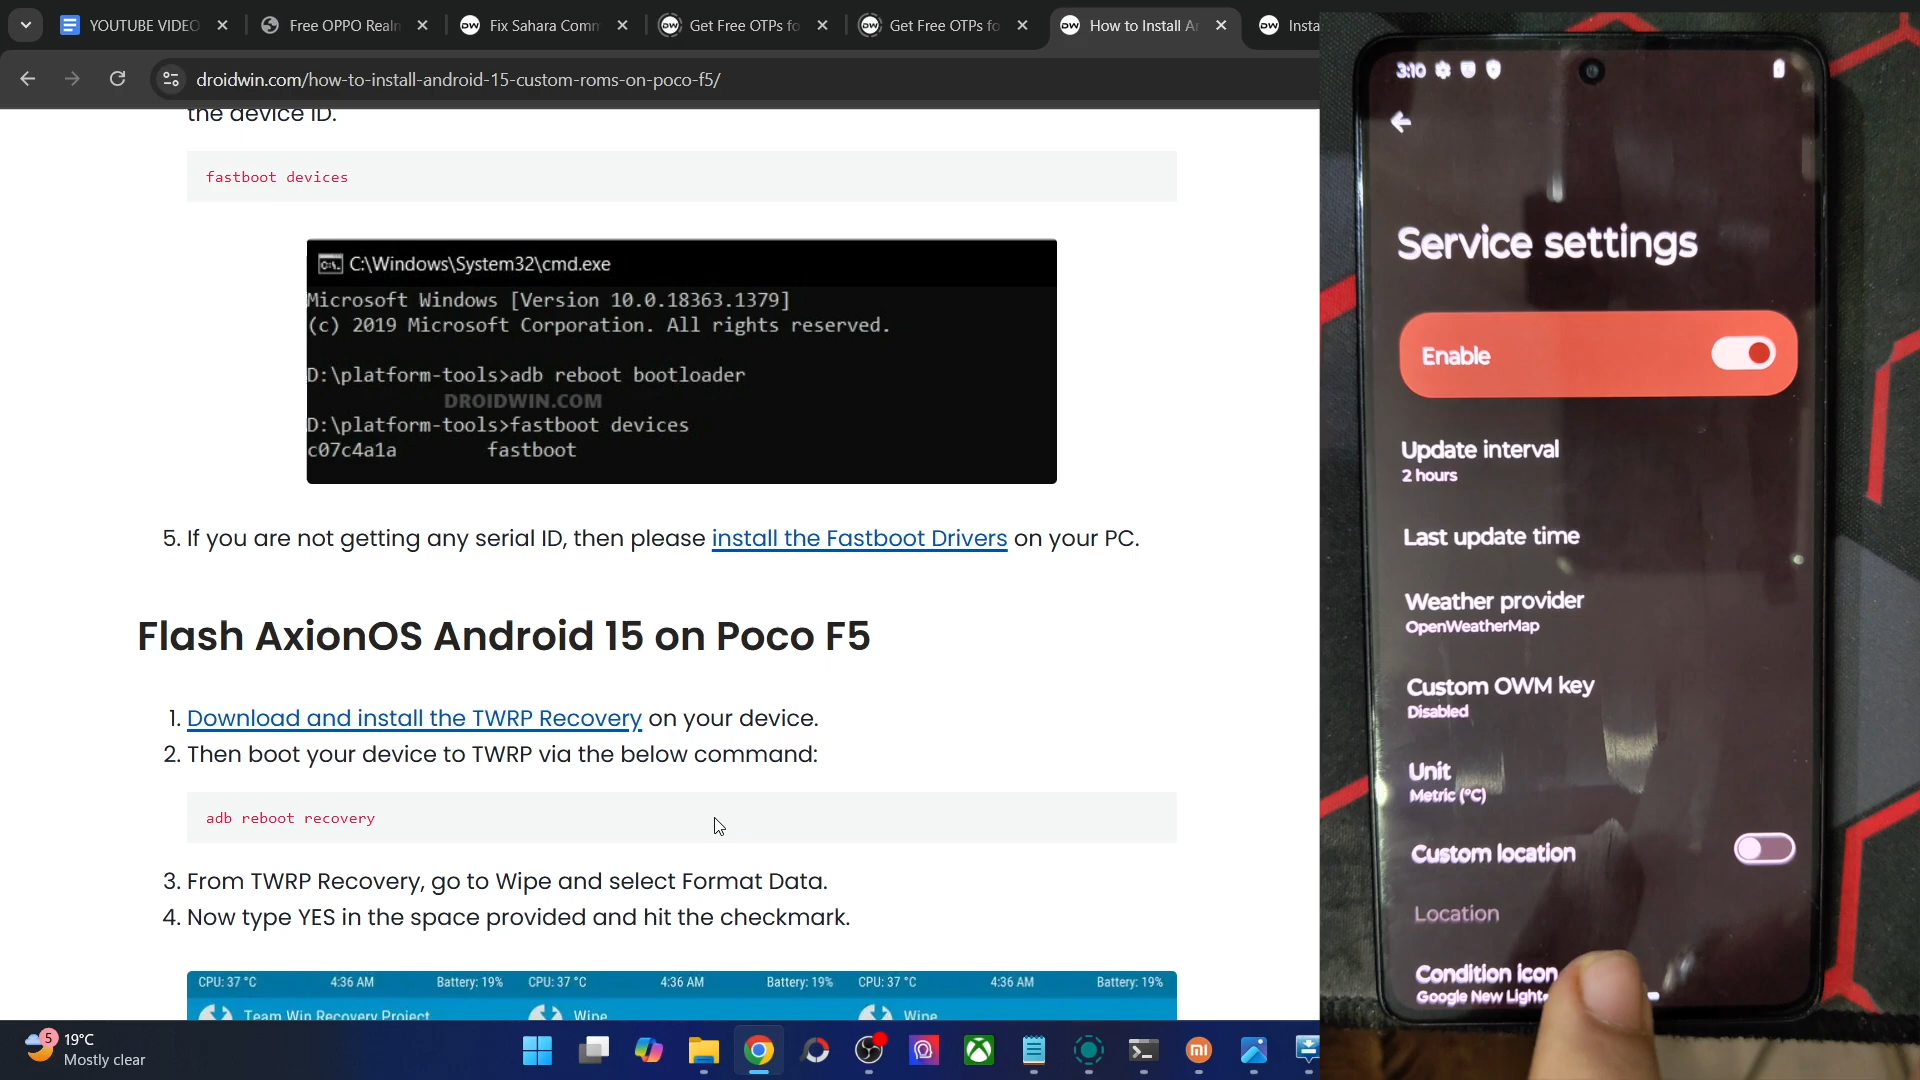 YOUTUBE VIDEO
Free OPPO Realm
Fix Sahara Comm
Get Free OTPs fo
Get Free OTPs fo
How to Install An
Insta
droidwin.com/how-to-install-android-15-custom-roms-on-poco-f5/
the device ID.
fastboot devices
C:\Windows\System32\cmd.exe
Microsoft Windows [Version 10.0.18363.1379]
(c) 2019 Microsoft Corporation. All rights reserved.
D:\platform-tools>adb reboot bootloader
DROIDWIN.COM
D:\platform-tools>fastboot devices
c07c4a1a fastboot
5. If you are not getting any serial ID, then please install the Fastboot Drivers on your PC.
Flash AxionOS Android 15 on Poco F5
1. Download and install the TWRP Recovery on your device.
2. Then boot your device to TWRP via the below command:
adb reboot recovery
3. From TWRP Recovery, go to Wipe and select Format Data.
4. Now type YES in the space provided and hit the checkmark.
CPU: 37 °C 4:36 AM Battery: 19% CPU: 37 °C 4:36 AM Battery: 19% CPU: 37 °C 4:36 AM Battery: 19%
Team Win Recovery Project Wipe Wipe
5
19°C
Mostly clear
3:10
Service settings
Enable
Update interval
2 hours
Last update time
Weather provider
OpenWeatherMap
Custom OWM key
Disabled
Unit
Metric (°C)
Custom location
Location
Condition icon
Google New Light